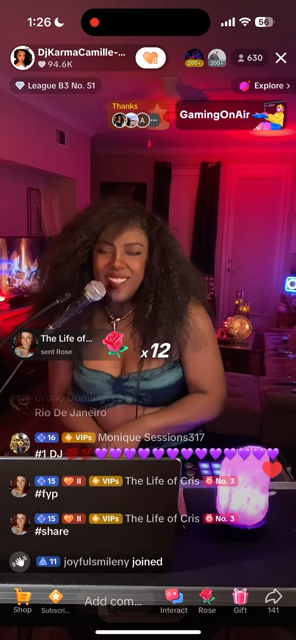 1:26
56
DjKarmaCamille-...
94.6K
200+
200+
630
League B3 No. 51
Explore >
Thanks
A
GamingOnAir
The Life of...
sent Rose
x12
Rio De Janeiro
16 VIPs Monique Sessions317
#1 DJ
15 II VIPs The Life of Cris No. 3
#fyp
15 II VIPs The Life of Cris No. 3
#share
11 joyfulsmileny joined
Shop
Subscri...
Add com...
Interact
Rose
Gift
141